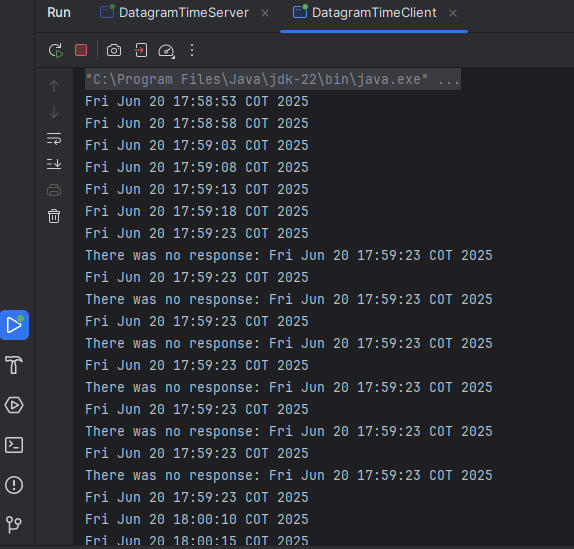 Run DatagramTimeServer DatagramTimeClient
"C:\Program Files\Java\jdk-22\bin\java.exe" ...
Fri Jun 20 17:58:53 COT 2025
Fri Jun 20 17:58:58 COT 2025
Fri Jun 20 17:59:03 COT 2025
Fri Jun 20 17:59:08 COT 2025
Fri Jun 20 17:59:13 COT 2025
Fri Jun 20 17:59:18 COT 2025
Fri Jun 20 17:59:23 COT 2025
There was no response: Fri Jun 20 17:59:23 COT 2025
Fri Jun 20 17:59:23 COT 2025
There was no response: Fri Jun 20 17:59:23 COT 2025
Fri Jun 20 17:59:23 COT 2025
There was no response: Fri Jun 20 17:59:23 COT 2025
Fri Jun 20 17:59:23 COT 2025
There was no response: Fri Jun 20 17:59:23 COT 2025
Fri Jun 20 17:59:23 COT 2025
There was no response: Fri Jun 20 17:59:23 COT 2025
Fri Jun 20 17:59:23 COT 2025
There was no response: Fri Jun 20 17:59:23 COT 2025
Fri Jun 20 17:59:23 COT 2025
Fri Jun 20 18:00:10 COT 2025
Fri Jun 20 18:00:15 COT 2025